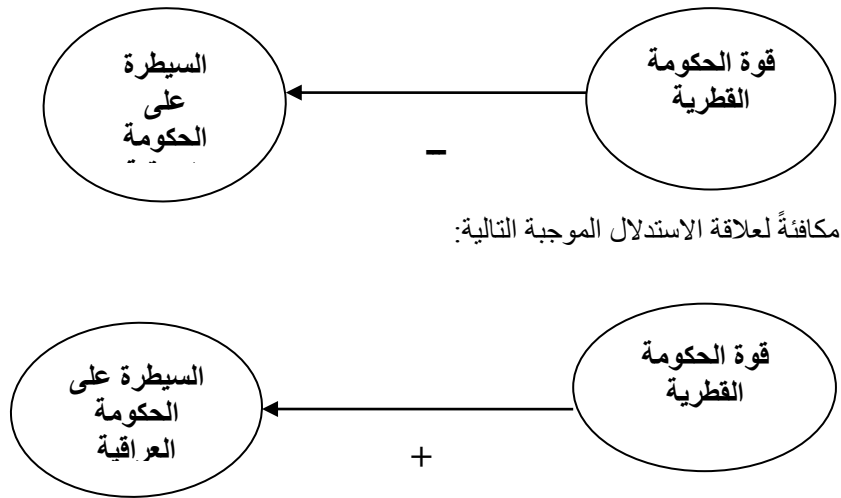 قوة الحكومة
القطرية
السيطرة
على
الحكومة
–
مكافئةً لعلاقة الاستدلال الموجبة التالية:
قوة الحكومة
القطرية
السيطرة على
الحكومة
العراقية
+